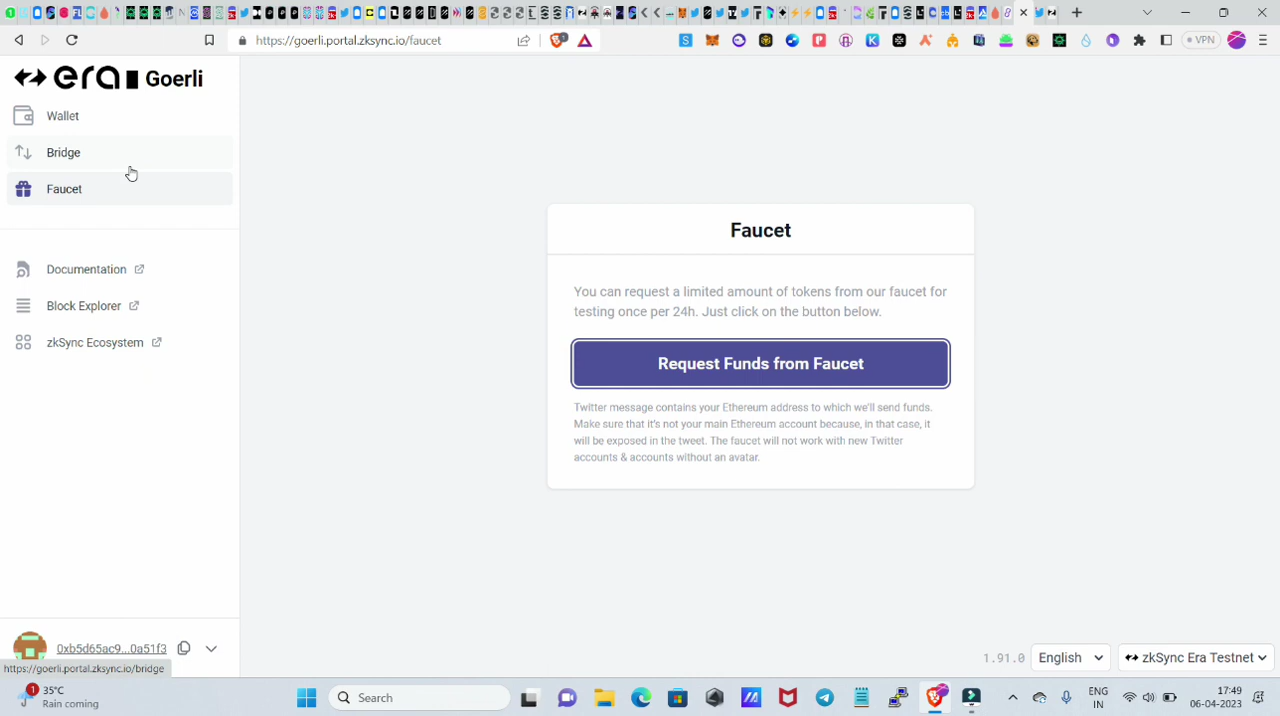 https://goerli.portal.zksync.io/faucet
VPN
era Goerli
Wallet
Bridge
Faucet
Documentation
Block Explorer
zkSync Ecosystem
Faucet
You can request a limited amount of tokens from our faucet for
testing once per 24h. Just click on the button below.
Request Funds from Faucet
Twitter message contains your Ethereum address to which we'll send funds.
Make sure that it's not your main Ethereum account because, in that case, it
will be exposed in the tweet. The faucet will not work with new Twitter
accounts & accounts without an avatar.
0xb5d65ac9...0a51f3
https://goerli.portal.zksync.io/bridge
1.91.0
English
zkSync Era Testnet
1
35°C
Rain coming
Search
ENG
IN
17:49
06-04-2023